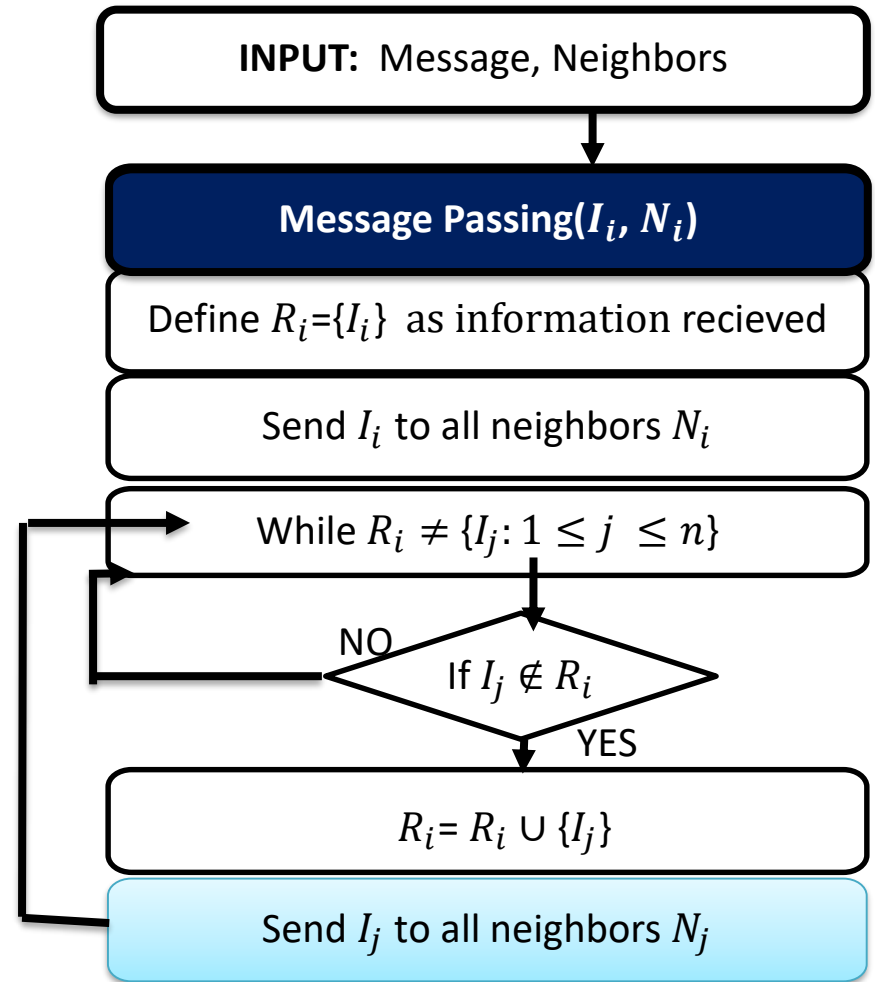 INPUT: Message, Neighbors
Message Passing(𝑰𝒊, 𝑵𝒊)
Define 𝑅𝑖={𝐼𝑖} as information recieved
Send 𝐼𝑖 to all neighbors 𝑁𝑖
While 𝑅𝑖 ≠ {𝐼𝑗: 1 ≤ 𝑗 ≤ 𝑛}
NO
If 𝐼𝑗 ∉ 𝑅𝑖
YES
𝑅𝑖= 𝑅𝑖 ∪ {𝐼𝑗}
Send 𝐼𝑗 to all neighbors 𝑁𝑗